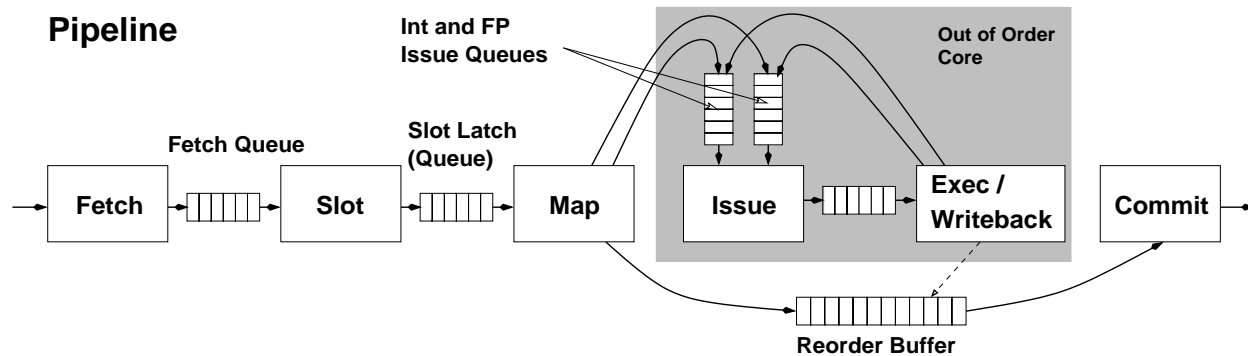 Pipeline
Int and FP
Issue Queues
Out of Order
Core
Fetch Queue
Slot Latch
(Queue)
Fetch
Slot
Map
Issue
Exec /
Writeback
Commit
Reorder Buffer